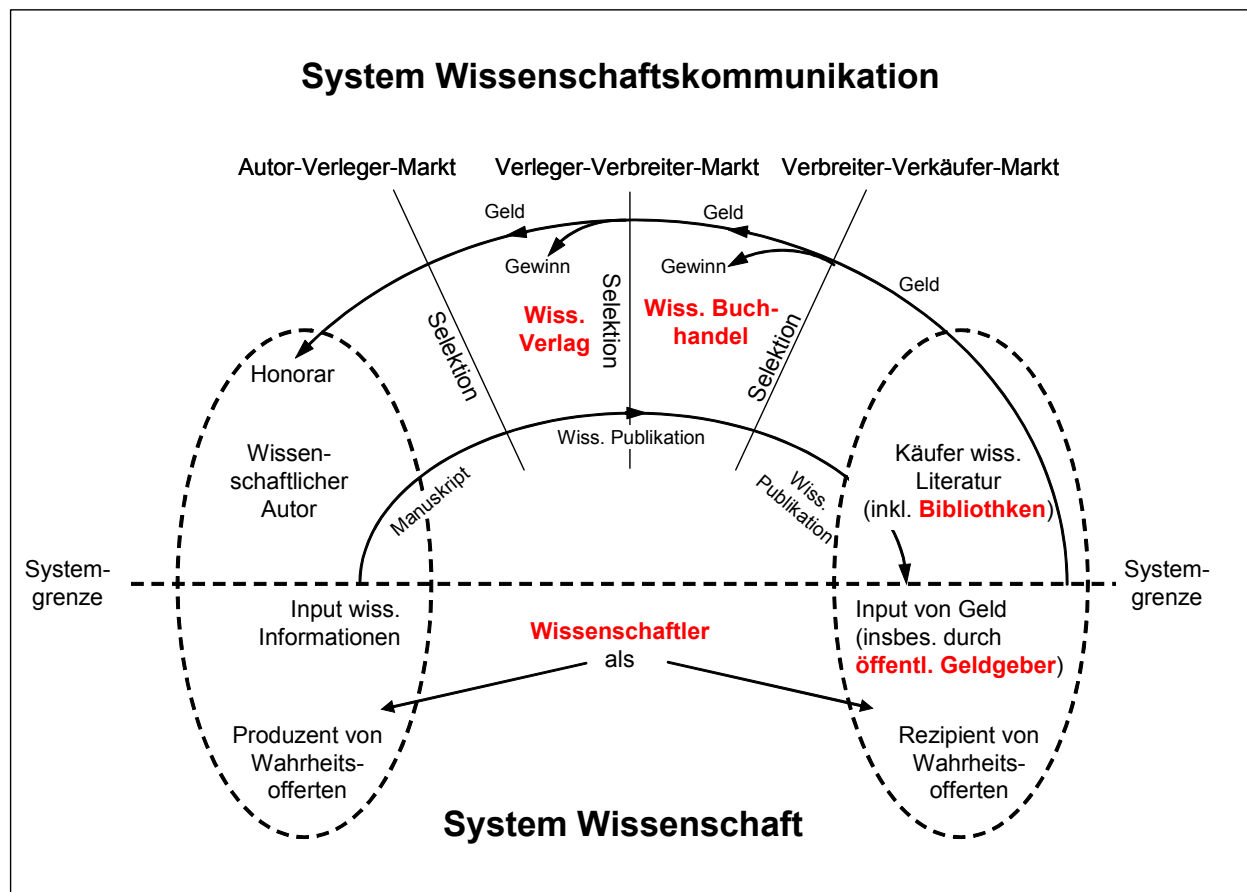 System Wissenschaftskommunikation
Autor-Verleger-Markt
Verleger-Verbreiter-Markt
Verbreiter-Verkäufer-Markt
Geld
Geld
Gewinn
Gewinn
Geld
Selektion
Wiss.
Verlag
Selektion
Wiss. Buch-
handel
Selektion
Honorar
Wissen-
schaftlicher
Autor
Manuskript
Wiss. Publikation
Wiss.
Publikation
Käufer wiss.
Literatur
(inkl. Bibliothken)
System-
grenze
System-
grenze
Input wiss.
Informationen
Wissenschaftler
als
Input von Geld
(insbes. durch
öffentl. Geldgeber)
Produzent von
Wahrheits-
offerten
Rezipient von
Wahrheits-
offerten
System Wissenschaft